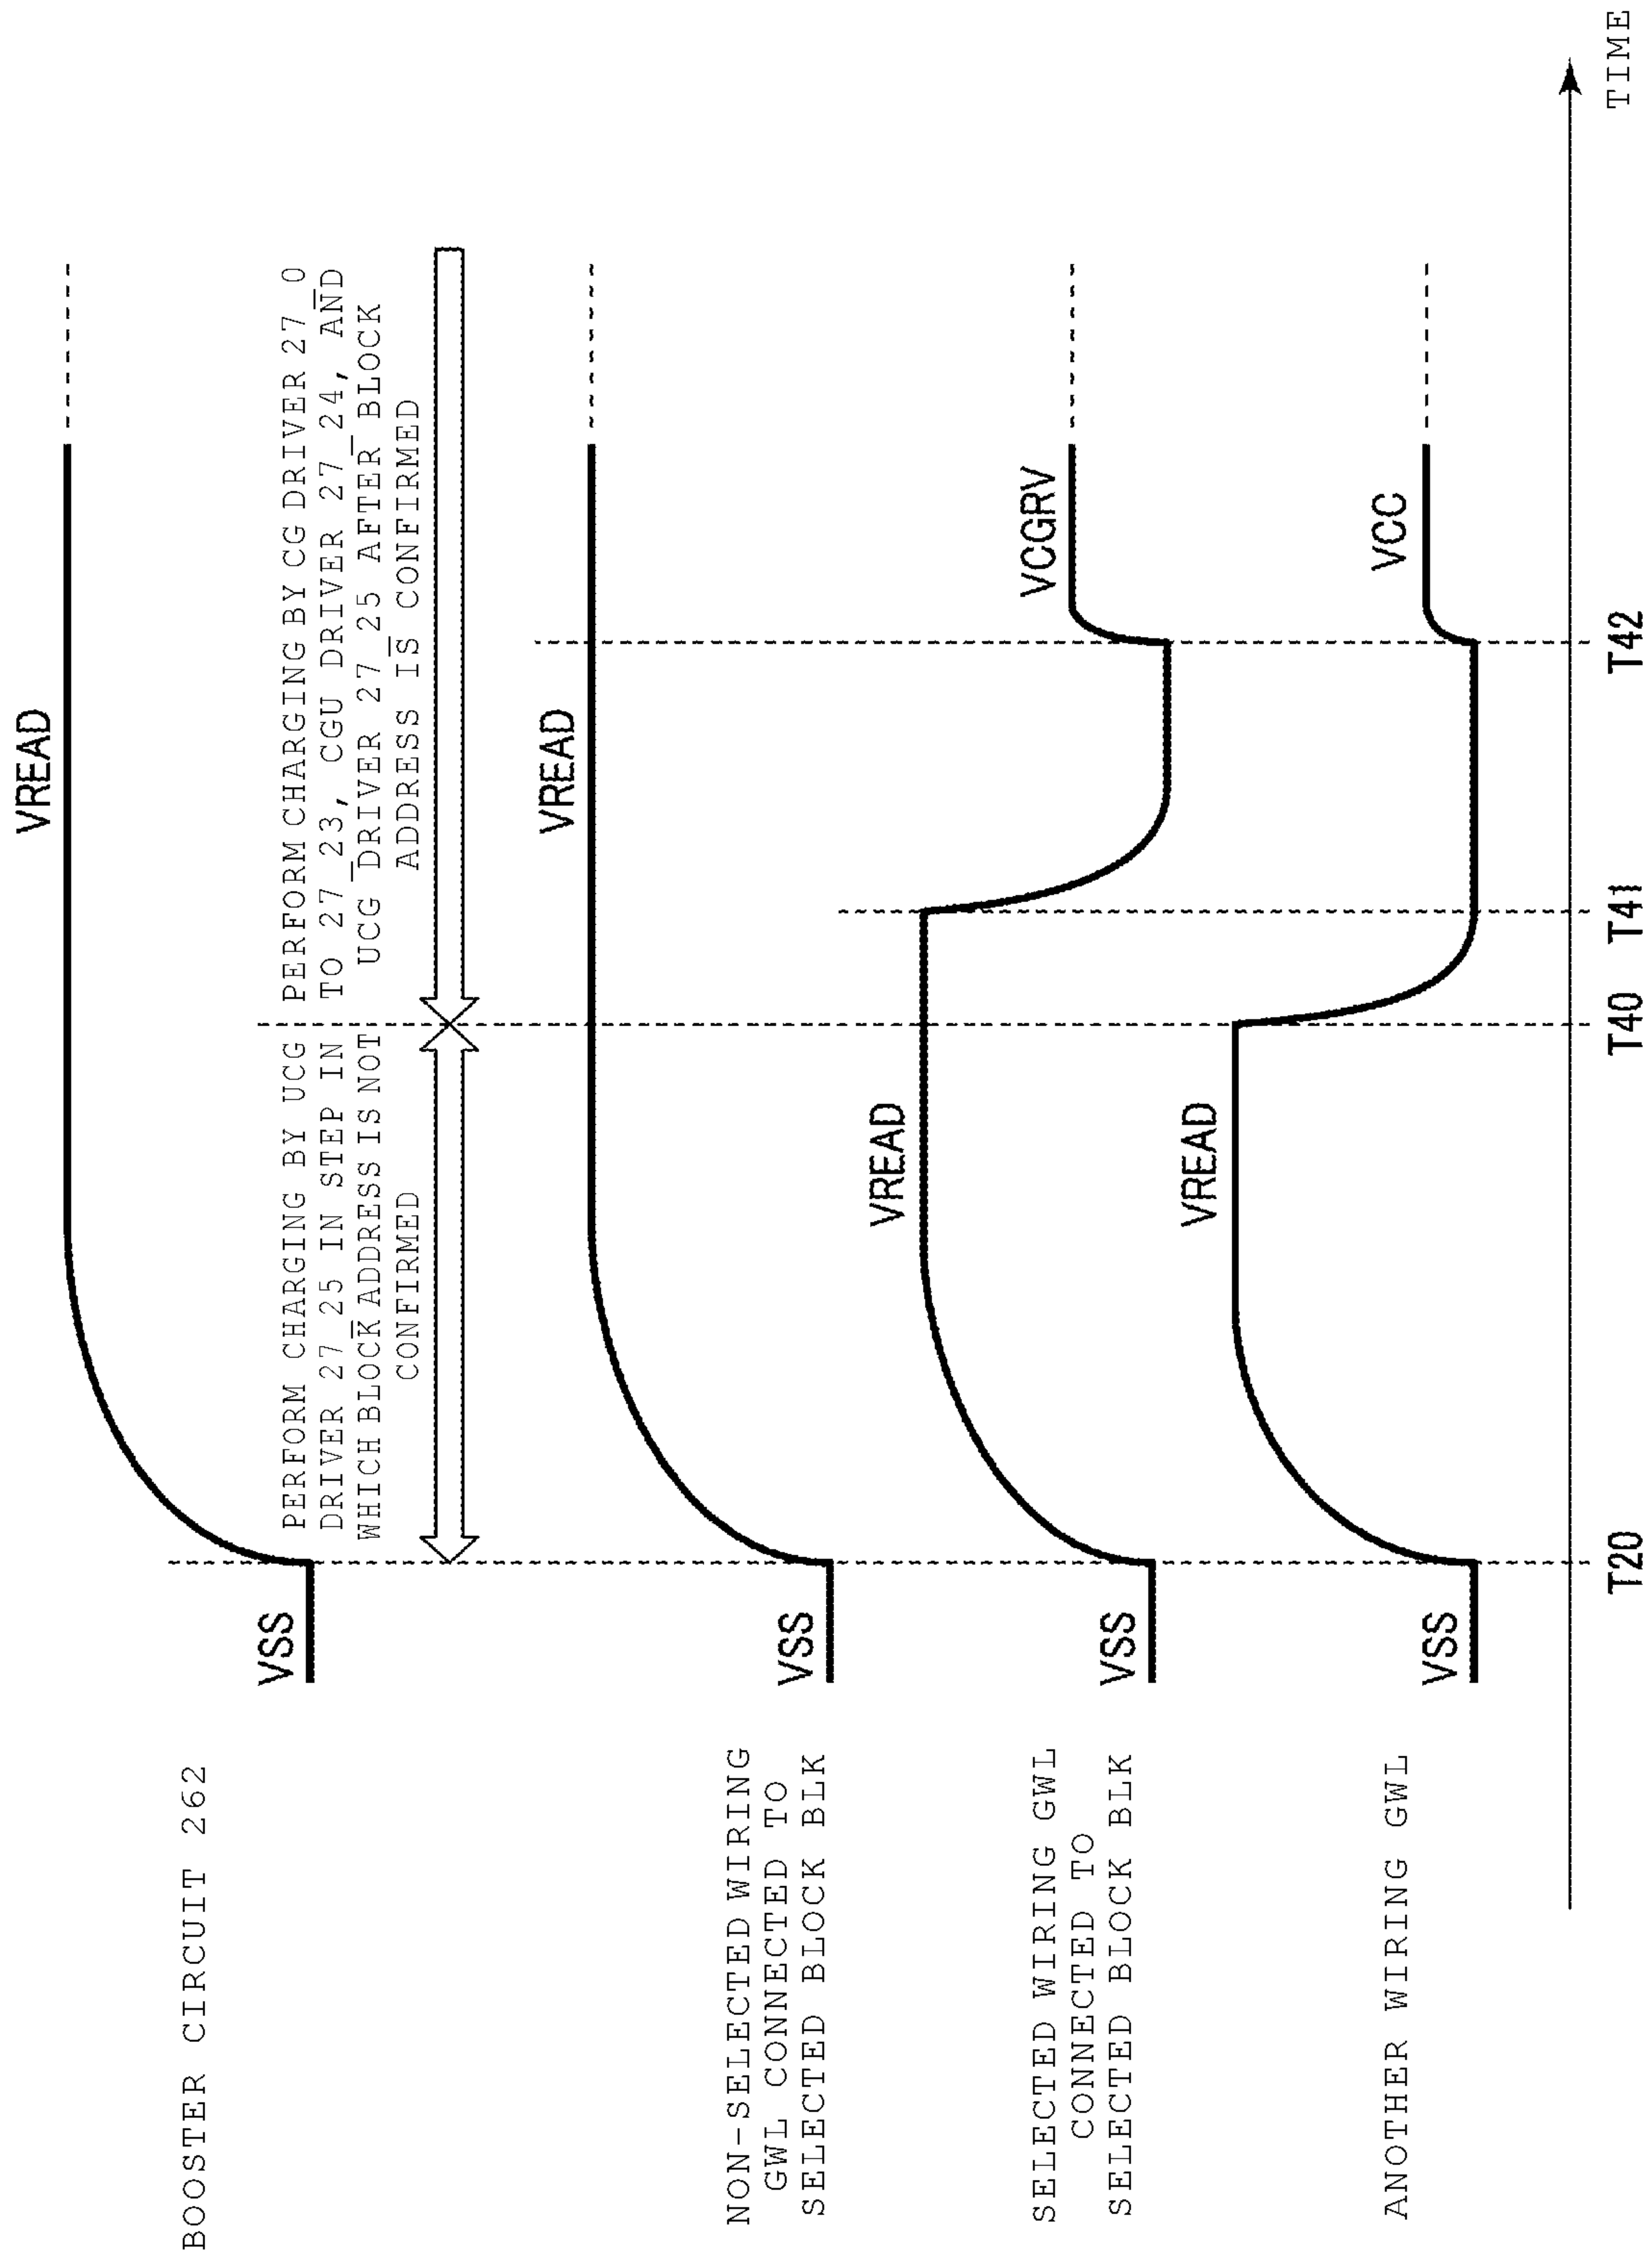 BOOSTER CIRCUIT 262
VSS
VREAD
PERFORM CHARGING BY UCG
DRIVER 27_25 IN STEP IN
WHICH BLOCK ADDRESS IS NOT
CONFIRMED
PERFORM CHARGING BY CG DRIVER 27_0
TO 27_23, CGU DRIVER 27_24, AND
UCG DRIVER 27_25 AFTER BLOCK
ADDRESS IS CONFIRMED
NON-SELECTED WIRING
GWL CONNECTED TO
SELECTED BLOCK BLK
VSS
VREAD
SELECTED WIRING GWL
CONNECTED TO
SELECTED BLOCK BLK
VSS
VREAD
VCGRV
ANOTHER WIRING GWL
VSS
VREAD
VCC
T20
T40
T41
T42
TIME